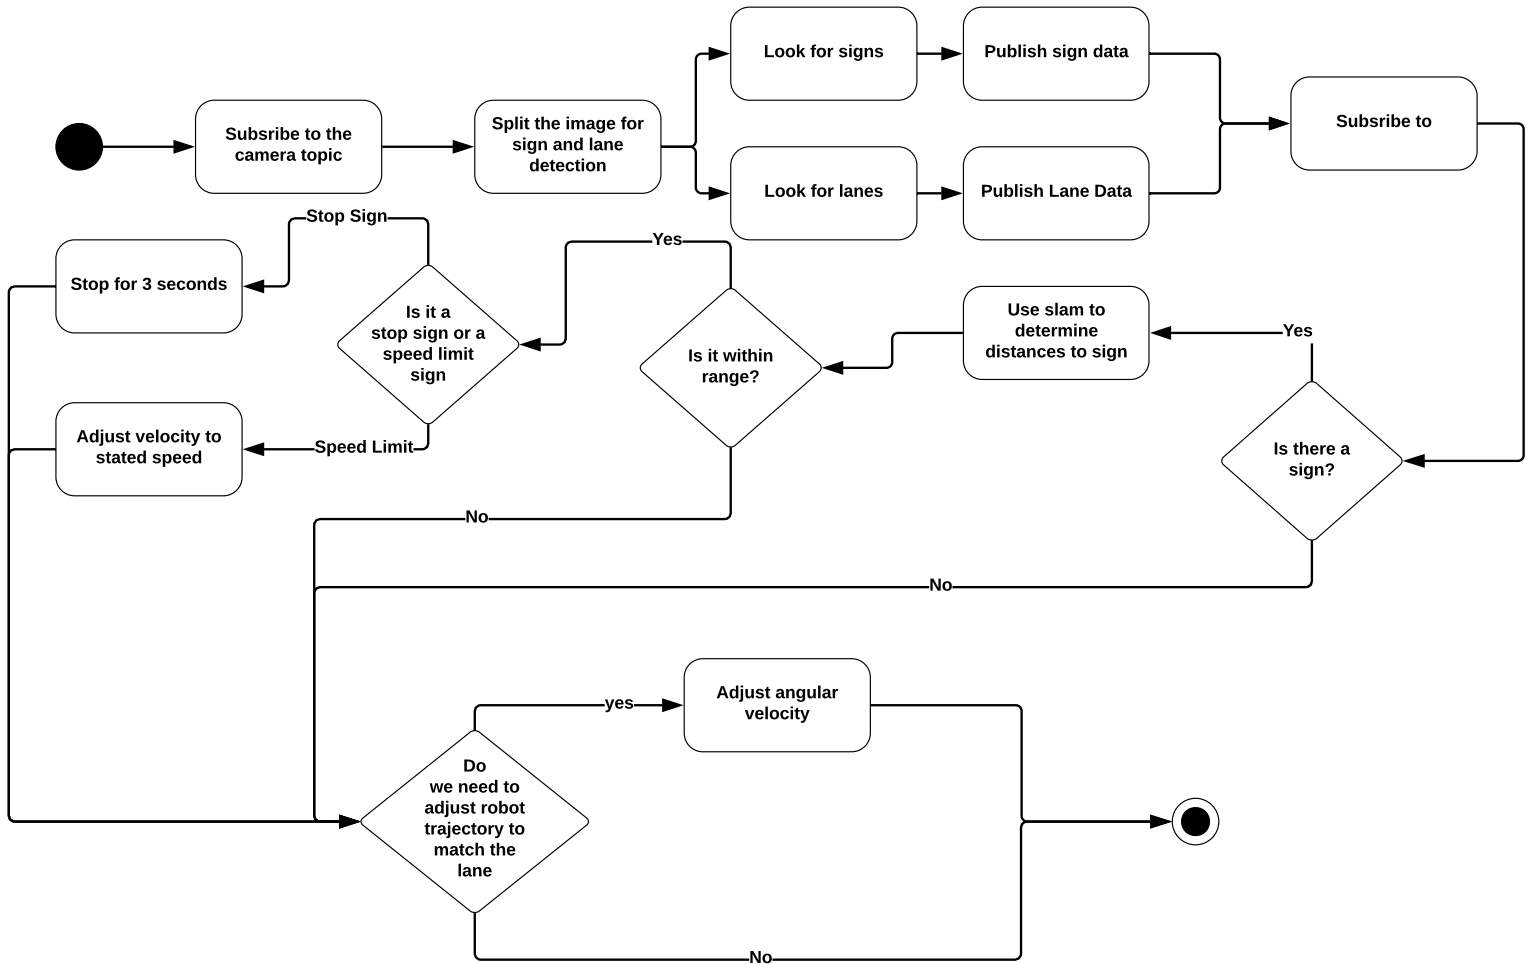 Look for signs
Publish sign data
Subsribe to the
camera topic
Split the image for
sign and lane
detection
Subsribe to
Look for lanes
Publish Lane Data
Stop Sign
Yes
Stop for 3 seconds
Is it a
stop sign or a
speed limit
sign
Is it within
range?
Use slam to
determine
distances to sign
Yes
Adjust velocity to
stated speed
Speed Limit
Is there a
sign?
No
No
yes
Adjust angular
velocity
Do
we need to
adjust robot
trajectory to
match the
lane
No